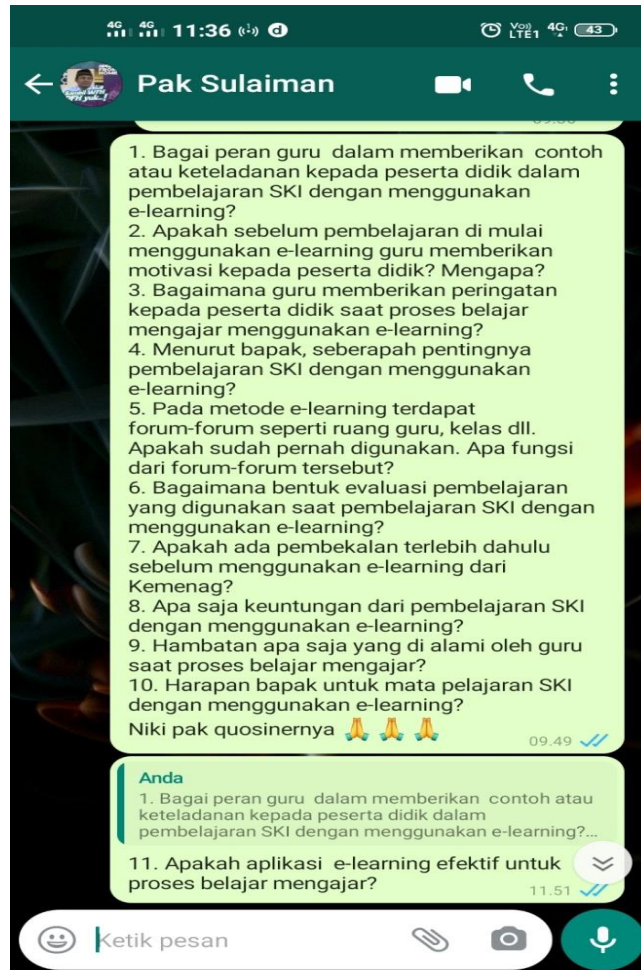 4G 4G 11:36 d Vo)) LTE1 4G 43
Pak Sulaiman
1. Bagai peran guru dalam memberikan contoh
atau keteladanan kepada peserta didik dalam
pembelajaran SKI dengan menggunakan
e-learning?
2. Apakah sebelum pembelajaran di mulai
menggunakan e-learning guru memberikan
motivasi kepada peserta didik? Mengapa?
3. Bagaimana guru memberikan peringatan
kepada peserta didik saat proses belajar
mengajar menggunakan e-learning?
4. Menurut bapak, seberapah pentingnya
pembelajaran SKI dengan menggunakan
e-learning?
5. Pada metode e-learning terdapat
forum-forum seperti ruang guru, kelas dll.
Apakah sudah pernah digunakan. Apa fungsi
dari forum-forum tersebut?
6. Bagaimana bentuk evaluasi pembelajaran
yang digunakan saat pembelajaran SKI dengan
menggunakan e-learning?
7. Apakah ada pembekalan terlebih dahulu
sebelum menggunakan e-learning dari
Kemenag?
8. Apa saja keuntungan dari pembelajaran SKI
dengan menggunakan e-learning?
9. Hambatan apa saja yang di alami oleh guru
saat proses belajar mengajar?
10. Harapan bapak untuk mata pelajaran SKI
dengan menggunakan e-learning?
Niki pak quosinernya 🙏 🙏 🙏
09.49
Anda
1. Bagai peran guru dalam memberikan contoh atau
keteladanan kepada peserta didik dalam
pembelajaran SKI dengan menggunakan e-learning?...
11. Apakah aplikasi e-learning efektif untuk
proses belajar mengajar?
11.51
Ketik pesan